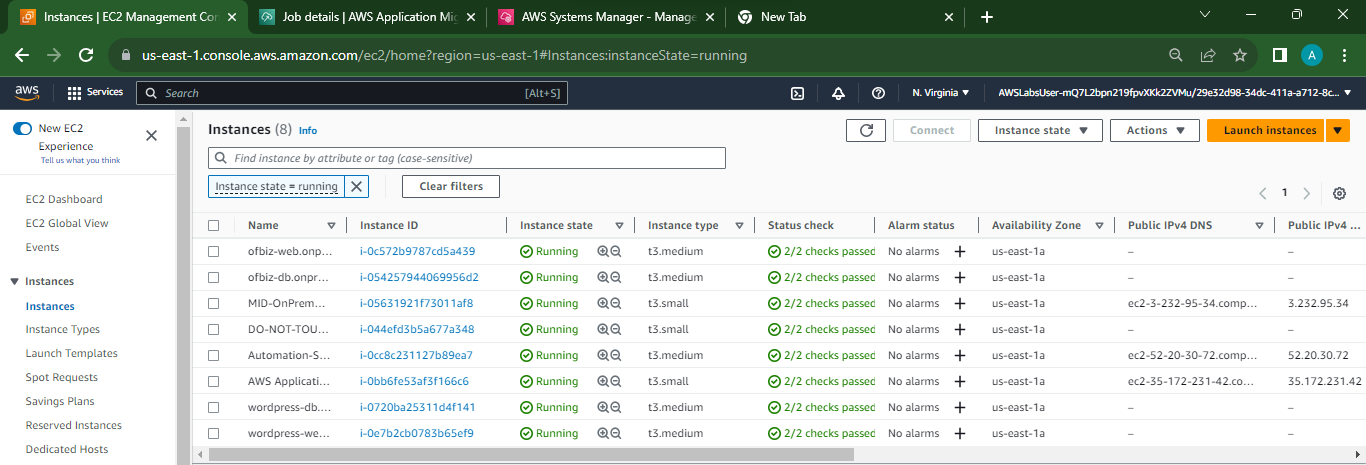 Instances | EC2 Management Con
Job details | AWS Application Mig
AWS Systems Manager - Manage
New Tab
us-east-1.console.aws.amazon.com/ec2/home?region=us-east-1#Instances:instanceState=running
A
aws
Services
Search
[Alt+S]
N. Virginia
AWSLabsUser-mQ7L2bpn219fpvXKk2ZVMu/29e32d98-34dc-411a-a712-8c...
New EC2
Experience
Tell us what you think
EC2 Dashboard
EC2 Global View
Events
Instances
Instances
Instance Types
Launch Templates
Spot Requests
Savings Plans
Reserved Instances
Dedicated Hosts
Instances (8) Info
Connect
Instance state
Actions
Launch instances
Find instance by attribute or tag (case-sensitive)
Instance state = running
Clear filters
1
Name Instance ID Instance state Instance type Status check Alarm status Availability Zone Public IPv4 DNS Public IPv4 ...
ofbiz-web.onp... i-0c572b9787cd5a439 Running t3.medium 2/2 checks passed No alarms + us-east-1a – –
ofbiz-db.onpr... i-054257944069956d2 Running t3.medium 2/2 checks passed No alarms + us-east-1a – –
MID-OnPrem... i-05631921f73011af8 Running t3.small 2/2 checks passed No alarms + us-east-1a ec2-3-232-95-34.comp... 3.232.95.34
DO-NOT-TOU... i-044efd3b5a677a348 Running t3.small 2/2 checks passed No alarms + us-east-1a – –
Automation-S... i-0cc8c231127b89ea7 Running t3.medium 2/2 checks passed No alarms + us-east-1a ec2-52-20-30-72.comp... 52.20.30.72
AWS Applicati... i-0bb6fe53af3f166c6 Running t3.small 2/2 checks passed No alarms + us-east-1a ec2-35-172-231-42.co... 35.172.231.42
wordpress-db.... i-0720ba25311d4f141 Running t3.medium 2/2 checks passed No alarms + us-east-1a – –
wordpress-we... i-0e7b2cb0783b65ef9 Running t3.medium 2/2 checks passed No alarms + us-east-1a – –